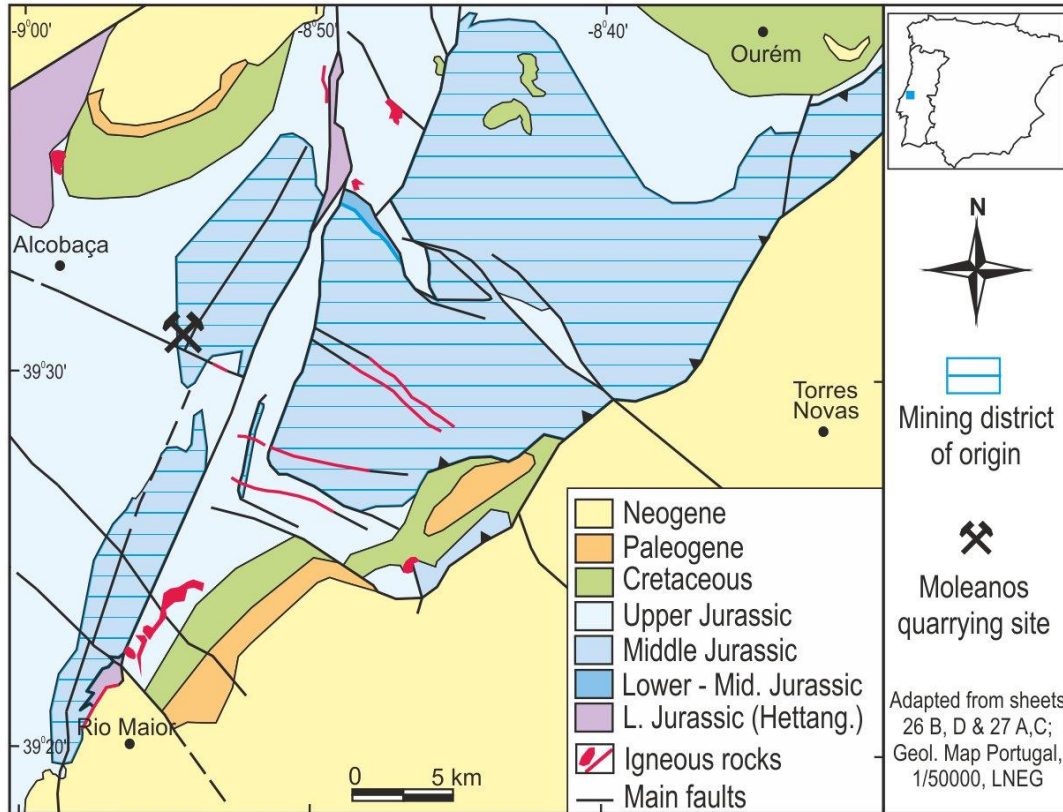 -9°00'
-8°50'
-8°40'
Ourém
Alcobaça
39°30'
Torres
Novas
39°20'
Rio Maior
0 5 km
Neogene
Paleogene
Cretaceous
Upper Jurassic
Middle Jurassic
Lower - Mid. Jurassic
L. Jurassic (Hettang.)
Igneous rocks
Main faults
N
Mining district
of origin
Moleanos
quarrying site
Adapted from sheets
26 B, D & 27 A,C;
Geol. Map Portugal,
1/50000, LNEG